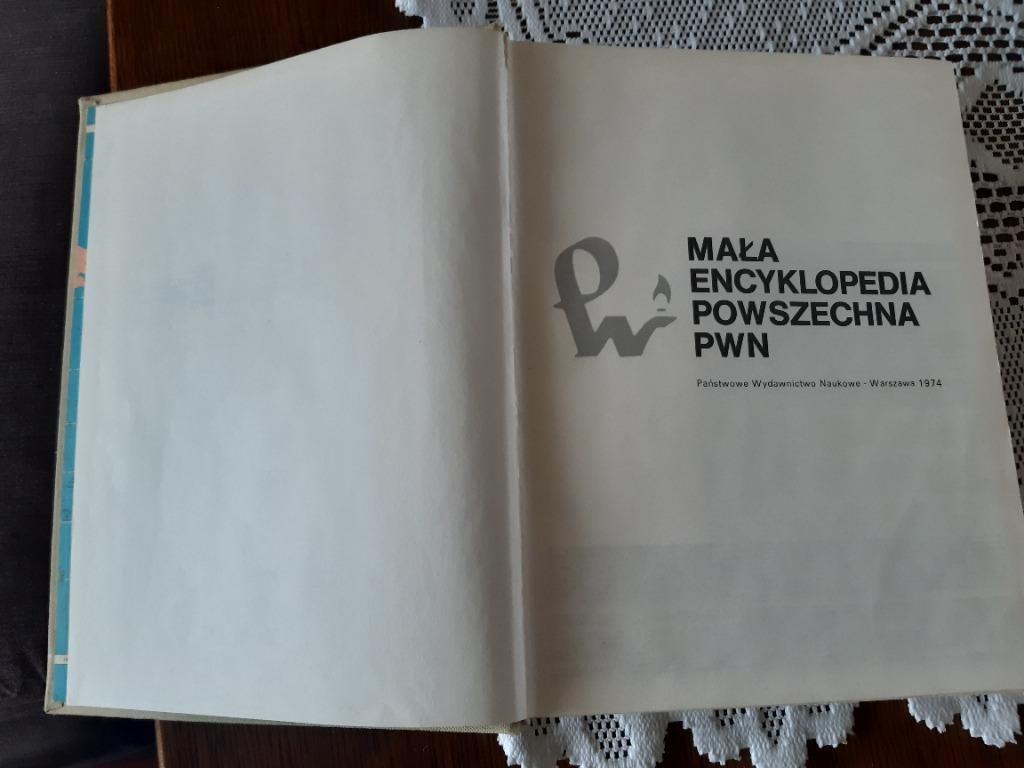 MAŁA
ENCYKLOPEDIA
POWSZECHNA
PWN
Państwowe Wydawnictwo Naukowe - Warszawa 1974